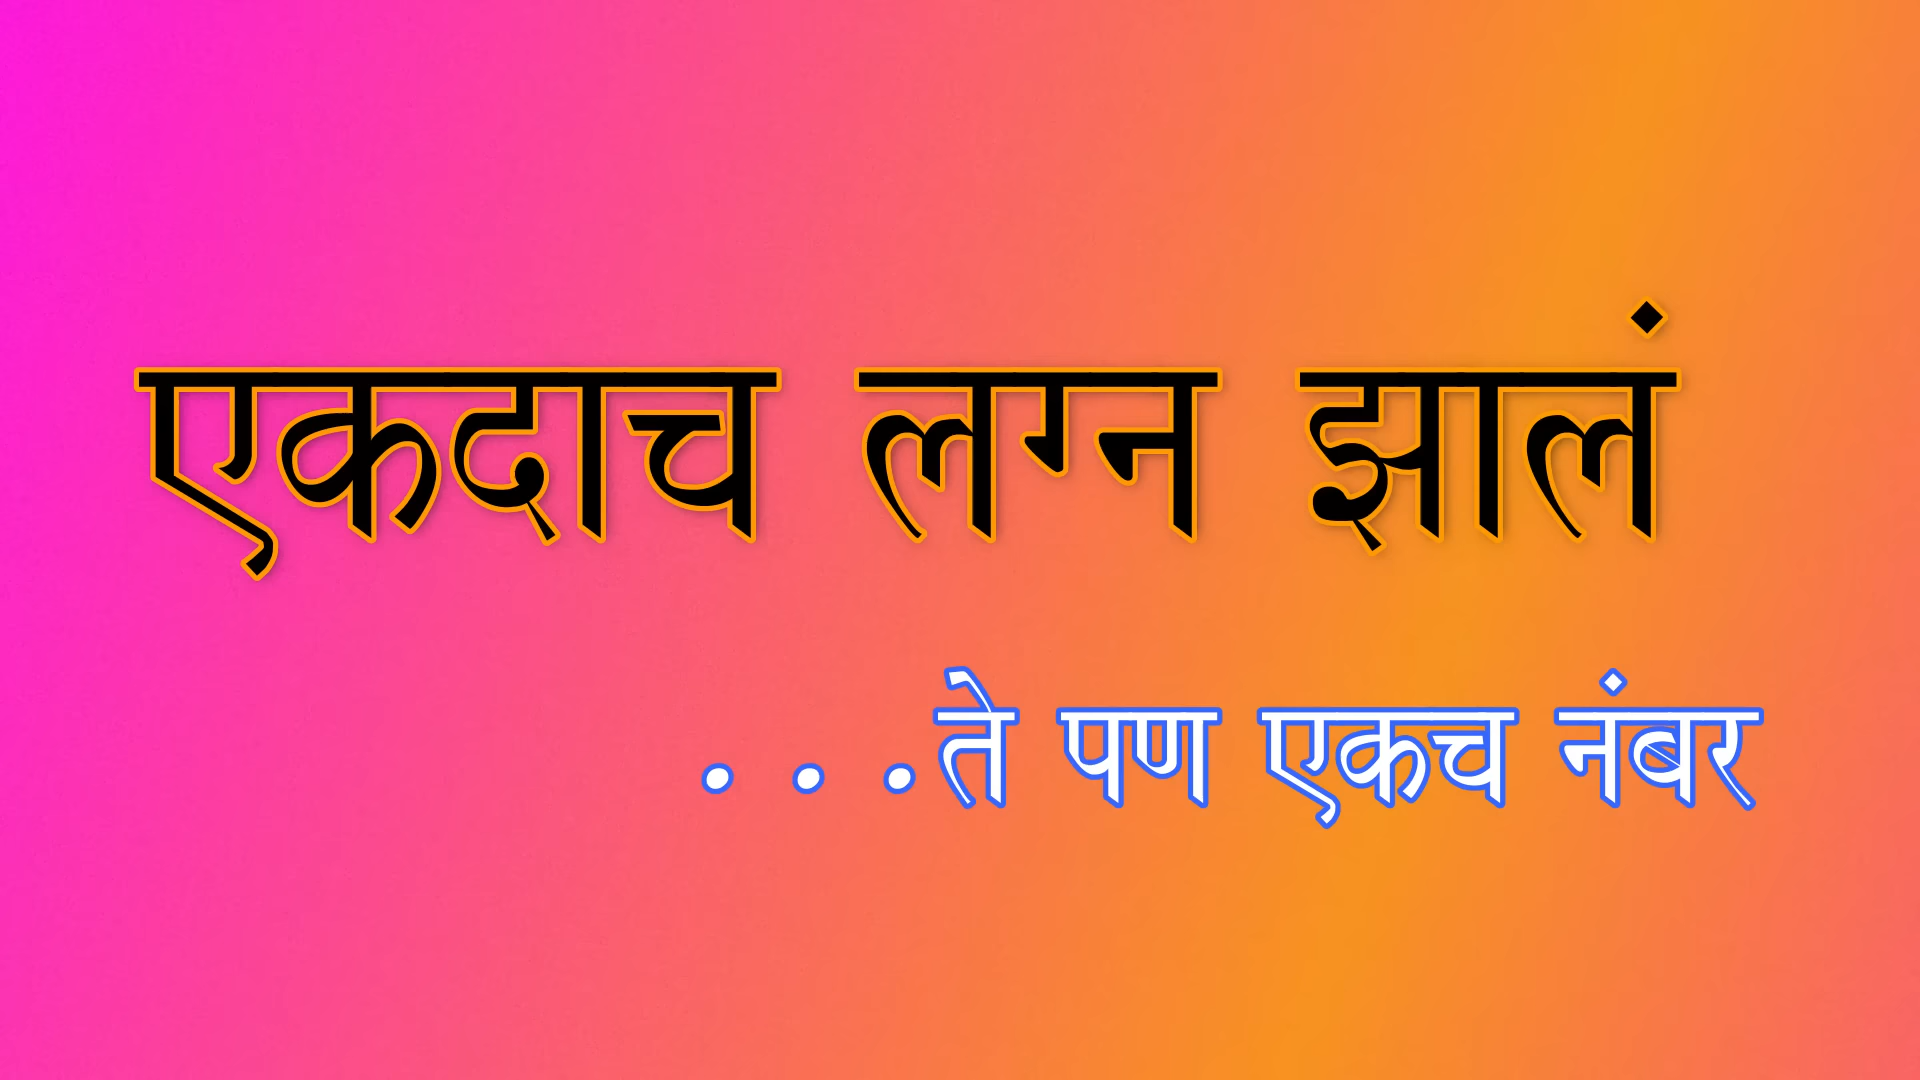 एकदाच लग्न झालं
...ते पण एकच नंबर